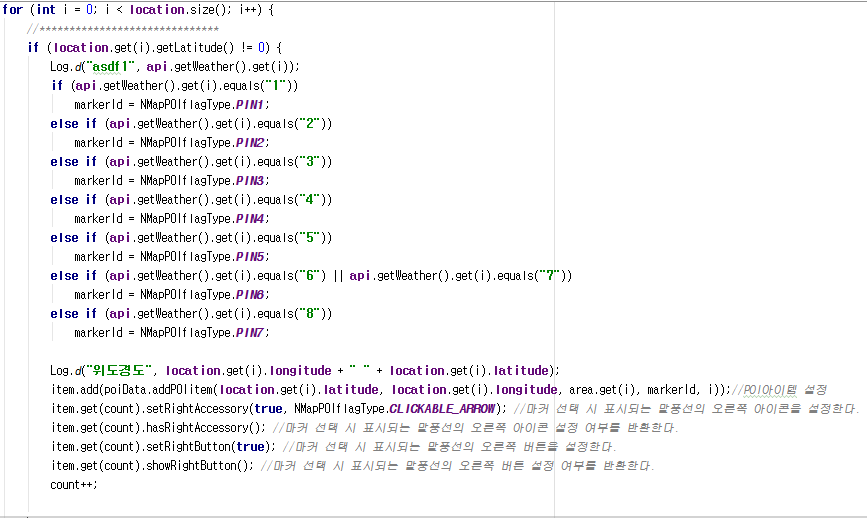 for (int i = 0; i < location.size(); i++) {
//******************************
if (location.get(i).getLatitude() != 0) {
Log.d("asdf1", api.getWeather().get(i));
if (api.getWeather().get(i).equals("1"))
markerId = NMapPOIflagType.PIN1;
else if (api.getWeather().get(i).equals("2"))
markerId = NMapPOIflagType.PIN2;
else if (api.getWeather().get(i).equals("3"))
markerId = NMapPOIflagType.PIN3;
else if (api.getWeather().get(i).equals("4"))
markerId = NMapPOIflagType.PIN4;
else if (api.getWeather().get(i).equals("5"))
markerId = NMapPOIflagType.PIN5;
else if (api.getWeather().get(i).equals("6") || api.getWeather().get(i).equals("7"))
markerId = NMapPOIflagType.PIN6;
else if (api.getWeather().get(i).equals("8"))
markerId = NMapPOIflagType.PIN7;
Log.d("위도경도", location.get(i).longitude + " " + location.get(i).latitude);
item.add(poiData.addPOIitem(location.get(i).latitude, location.get(i).longitude, area.get(i), markerId, i));//POI아이템 설정
item.get(count).setRightAccessory(true, NMapPOIflagType.CLICKABLE_ARROW); //마커 선택 시 표시되는 말풍선의 오른쪽 아이콘을 설정한다.
item.get(count).hasRightAccessory(); //마커 선택 시 표시되는 말풍선의 오른쪽 아이콘 설정 여부를 반환한다.
item.get(count).setRightButton(true); //마커 선택 시 표시되는 말풍선의 오른쪽 버튼을 설정한다.
item.get(count).showRightButton(); //마커 선택 시 표시되는 말풍선의 오른쪽 버튼 설정 여부를 반환한다.
count++;